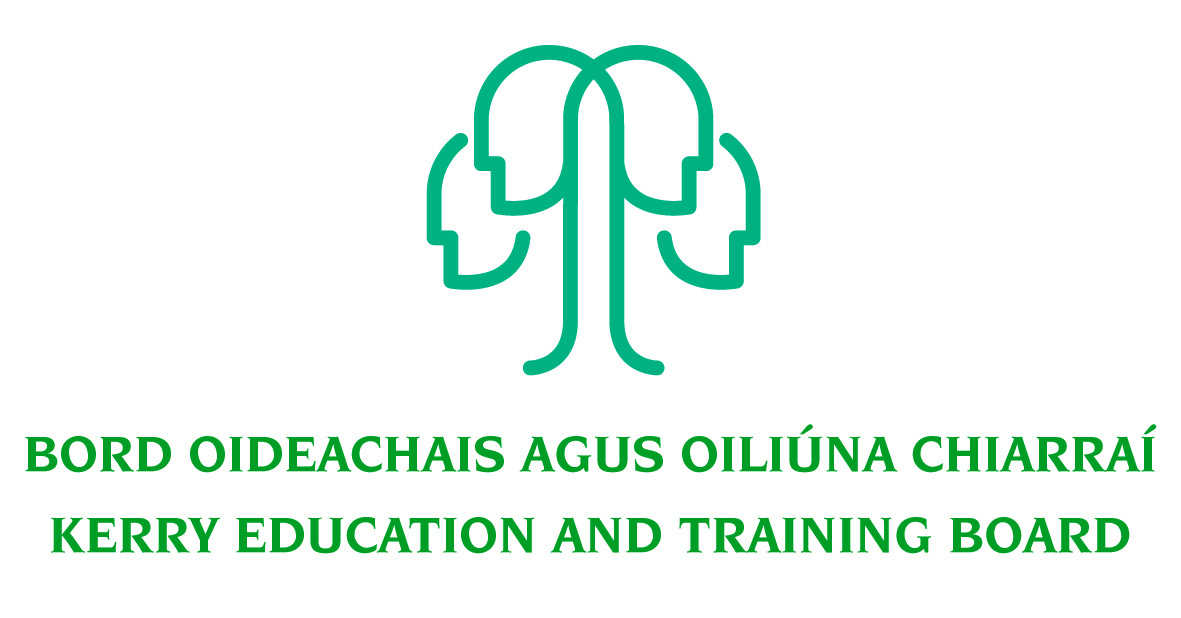 BORD OIDEACHAIS AGUS OILIÚNA CHIARRAÍ
KERRY EDUCATION AND TRAINING BOARD